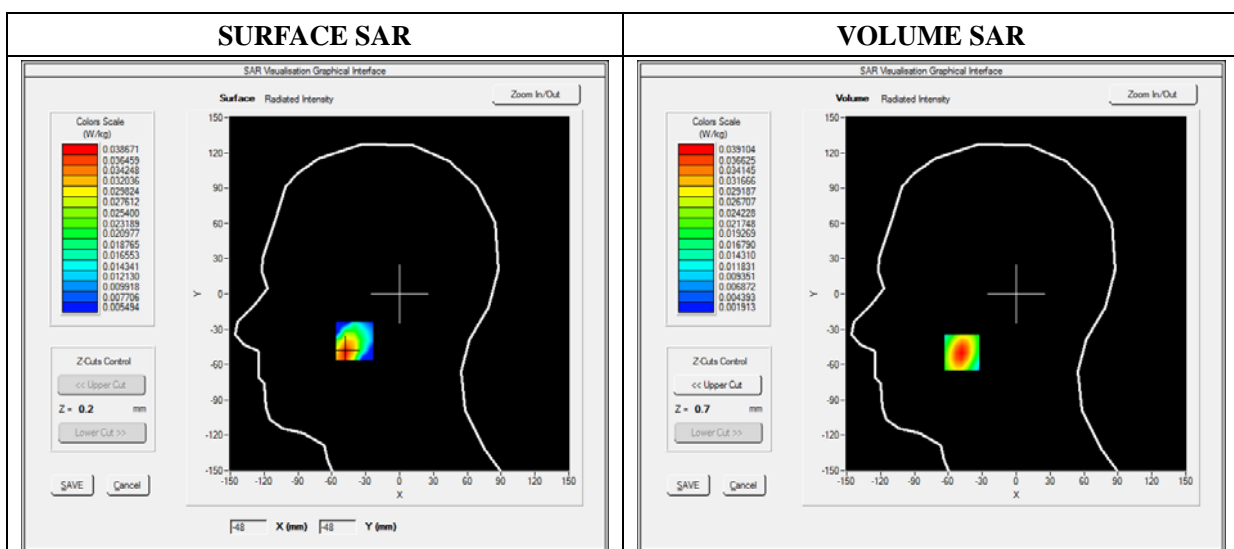 SURFACE SAR
VOLUME SAR
SAR Visualisation Graphical Interface
Surface Radiated Intensity
Zoom In/Out
Colors Scale
(W/kg)
0.038671
0.036459
0.034248
0.032036
0.029824
0.027612
0.025400
0.023189
0.020977
0.018765
0.016553
0.014341
0.012130
0.009918
0.007706
0.005494
Z-Cuts Control
<< Upper Cut
Z = 0.2 mm
Lower Cut >>
SAVE Cancel
150
120
90
60
30
0
-30
-60
-90
-120
-150
Y
-150 -120 -90 -60 -30 0 30 60 90 120 150
X
-48 X (mm) -48 Y (mm)
SAR Visualisation Graphical Interface
Volume Radiated Intensity
Zoom In/Out
Colors Scale
(W/kg)
0.039104
0.036625
0.034145
0.031666
0.029187
0.026707
0.024228
0.021748
0.019269
0.016790
0.014310
0.011831
0.009351
0.006872
0.004393
0.001913
Z-Cuts Control
<< Upper Cut
Z = 0.7 mm
Lower Cut >>
SAVE Cancel
150
120
90
60
30
0
-30
-60
-90
-120
-150
Y
-150 -120 -90 -60 -30 0 30 60 90 120 150
X